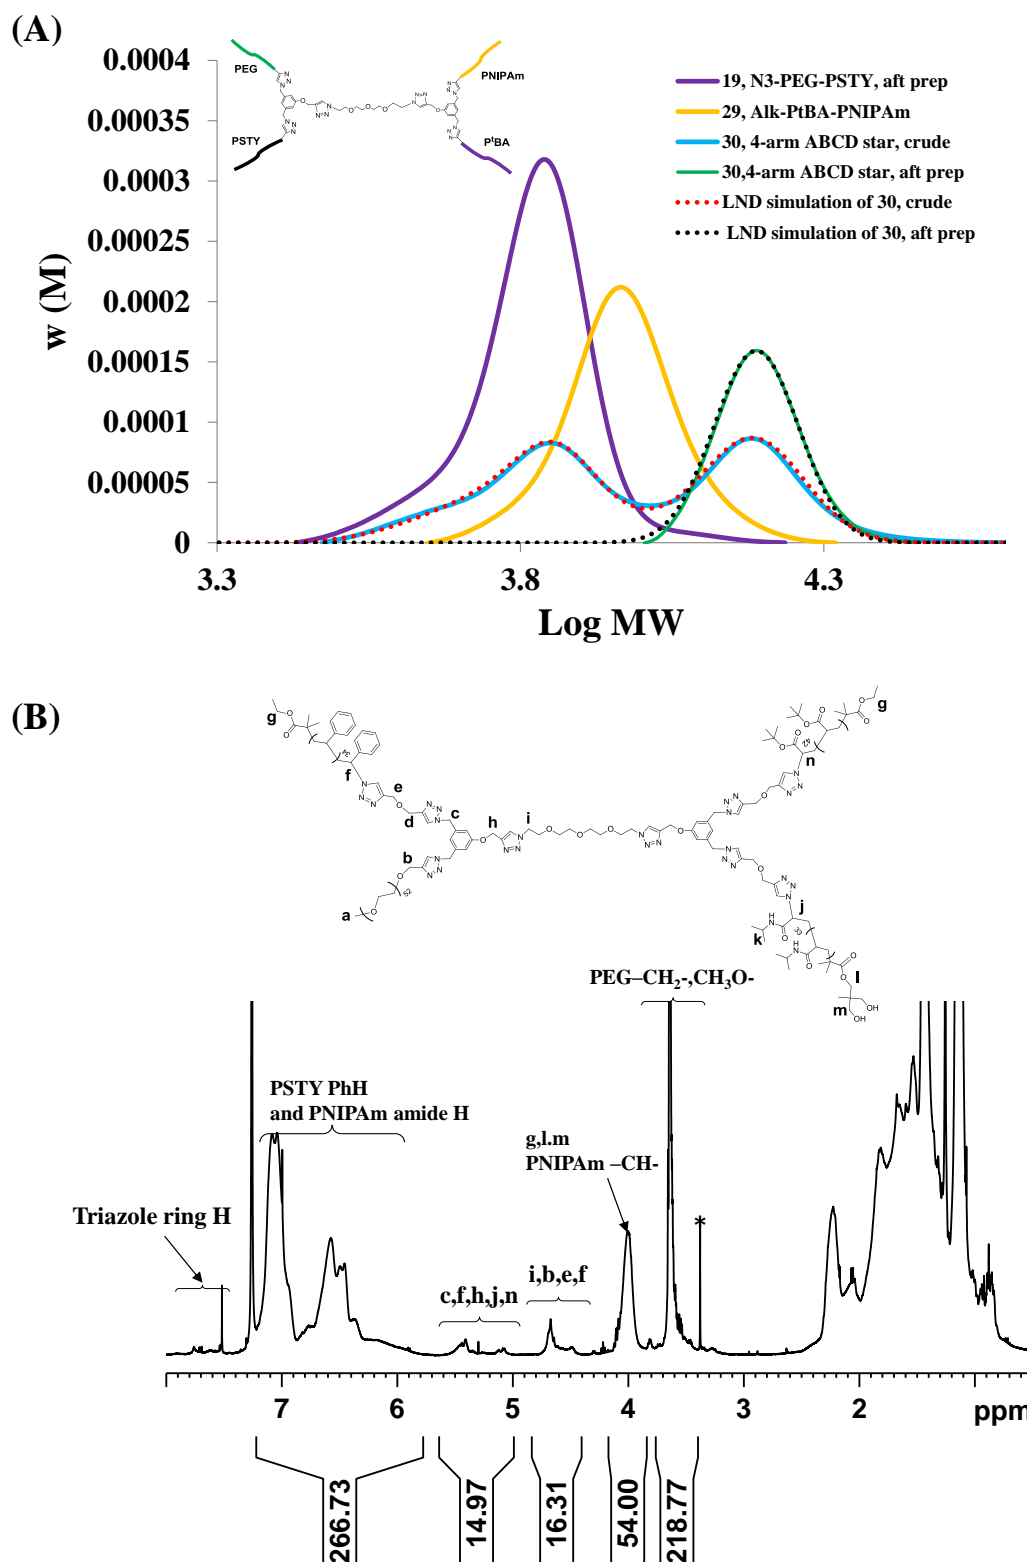 (A)
0.0004
0.00035
0.0003
0.00025
0.0002
0.00015
0.0001
0.00005
0
w (M)
3.3
3.8
4.3
Log MW
PEG
PSTY
PNIPAm
PtBA
19, N3-PEG-PSTY, aft prep
29, Alk-PtBA-PNIPAm
30, 4-arm ABCD star, crude
30,4-arm ABCD star, aft prep
LND simulation of 30, crude
LND simulation of 30, aft prep
(B)
g
f
e
d
c
b
a
52
h
i
g
n
j
k
l
m
PEG–CH2-,CH3O-
PSTY PhH
and PNIPAm amide H
g,l.m
PNIPAm –CH-
Triazole ring H
c,f,h,j,n
i,b,e,f
*
7
6
5
4
3
2
ppm
266.73
14.97
16.31
54.00
218.77